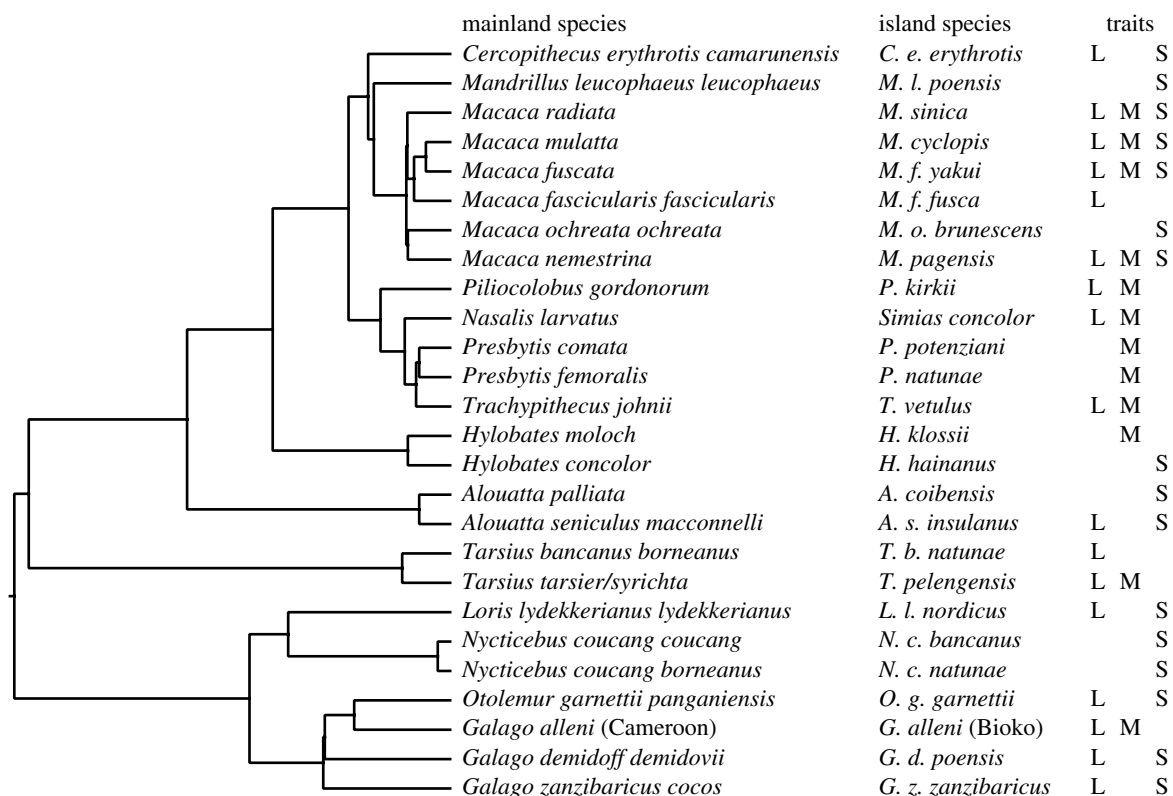 mainland species island species traits
Cercopithecus erythrotis camarunensis C. e. erythrotis L S
Mandrillus leucophaeus leucophaeus M. l. poensis S
Macaca radiata M. sinica L M S
Macaca mulatta M. cyclopis L M S
Macaca fuscata M. f. yakui L M S
Macaca fascicularis fascicularis M. f. fusca L
Macaca ochreata ochreata M. o. brunescens S
Macaca nemestrina M. pagensis L M S
Piliocolobus gordonorum P. kirkii L M
Nasalis larvatus Simias concolor L M
Presbytis comata P. potenziani M
Presbytis femoralis P. natunae M
Trachypithecus johnii T. vetulus L M
Hylobates moloch H. klossii M
Hylobates concolor H. hainanus S
Alouatta palliata A. coibensis S
Alouatta seniculus macconnelli A. s. insulanus L S
Tarsius bancanus borneanus T. b. natunae L
Tarsius tarsier/syrichta T. pelengensis L M
Loris lydekkerianus lydekkerianus L. l. nordicus L S
Nycticebus coucang coucang N. c. bancanus S
Nycticebus coucang borneanus N. c. natunae S
Otolemur garnettii panganiensis O. g. garnettii L S
Galago alleni (Cameroon) G. alleni (Bioko) L M
Galago demidoff demidovii G. d. poensis L S
Galago zanzibaricus cocos G. z. zanzibaricus L S